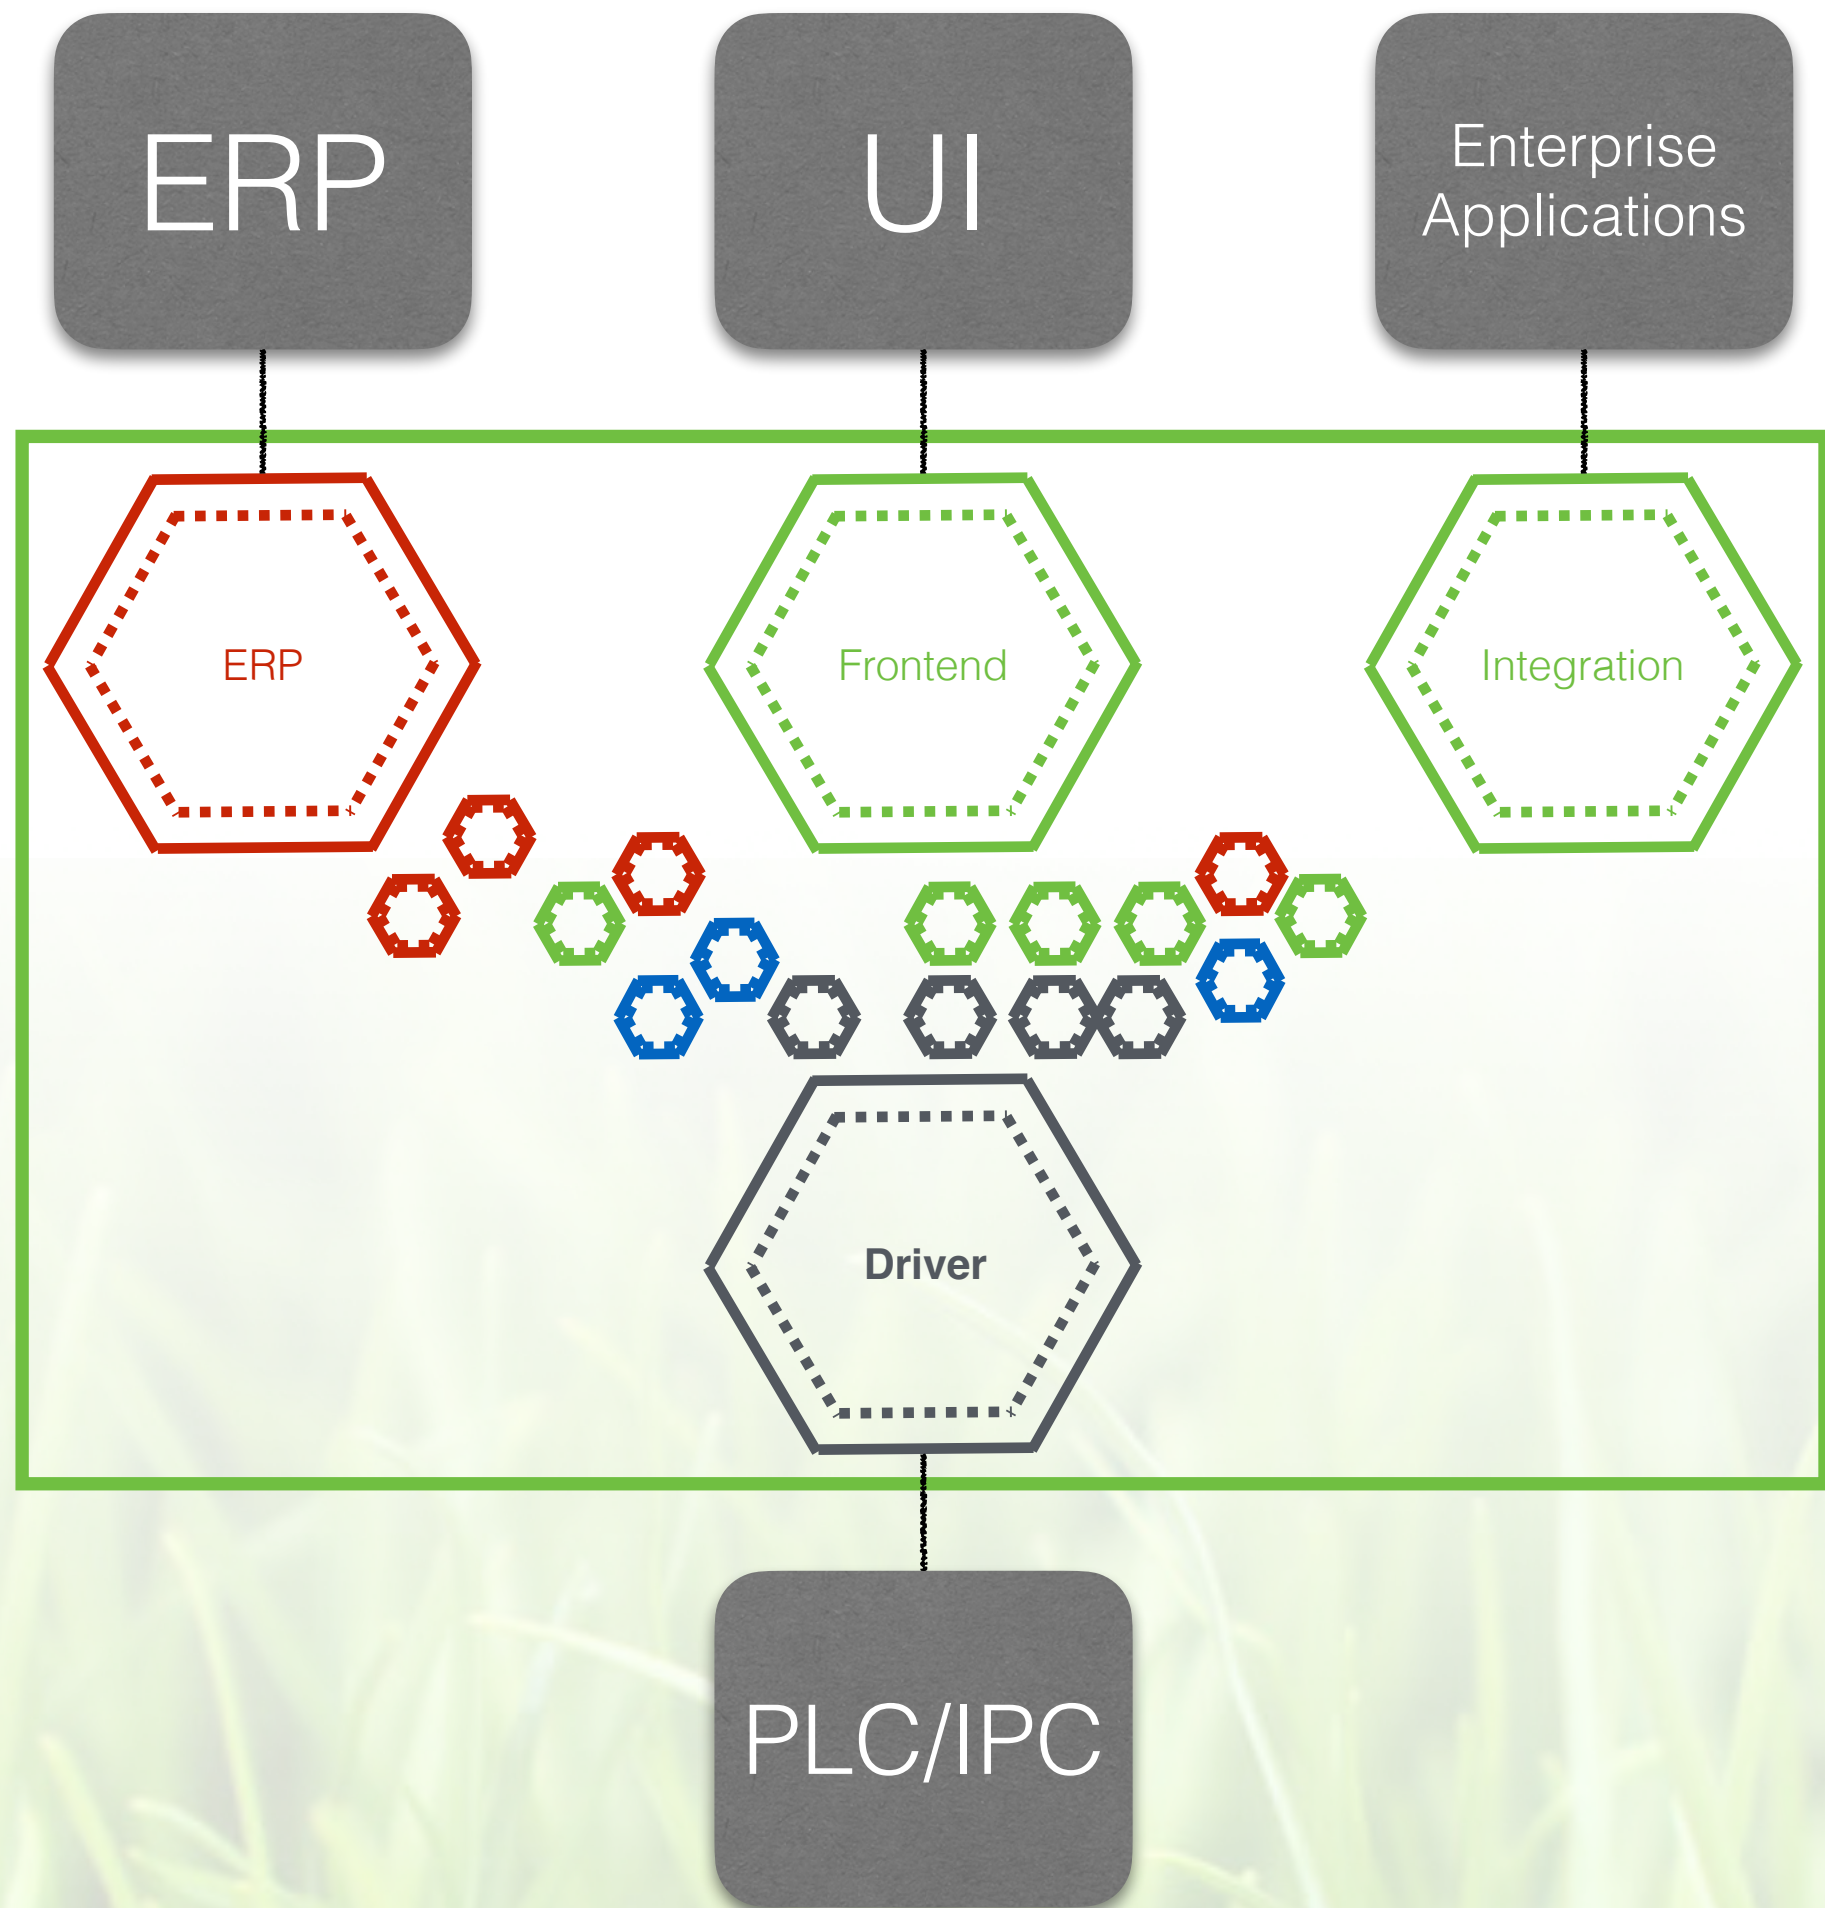 ERP
UI
Enterprise
Applications
ERP
Frontend
Integration
Driver
PLC/IPC